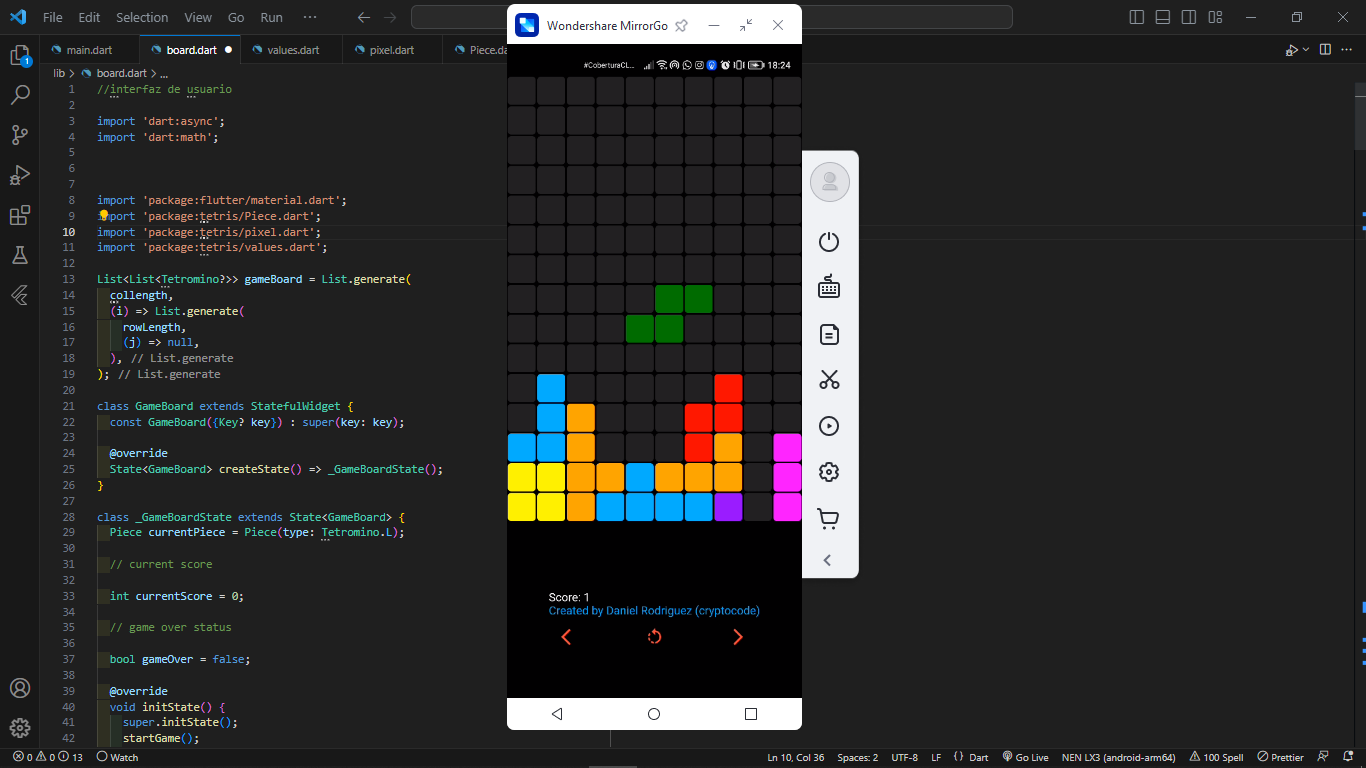 File Edit Selection View Go Run ···
Wondershare MirrorGo
main.dart board.dart values.dart pixel.dart Piece.da
lib > board.dart > ...
#CoberturaCL... 18:24
1 //interfaz de usuario
2
3 import 'dart:async';
4 import 'dart:math';
5
6
7
8 import 'package:flutter/material.dart';
9 import 'package:tetris/Piece.dart';
10 import 'package:tetris/pixel.dart';
11 import 'package:tetris/values.dart';
12
13 List<List<Tetromino?>> gameBoard = List.generate(
14 collength,
15 (i) => List.generate(
16 rowLength,
17 (j) => null,
18 ), // List.generate
19 ); // List.generate
20
21 class GameBoard extends StatefulWidget {
22 const GameBoard({Key? key}) : super(key: key);
23
24 @override
25 State<GameBoard> createState() => _GameBoardState();
26 }
27
28 class _GameBoardState extends State<GameBoard> {
29 Piece currentPiece = Piece(type: Tetromino.L);
30
31 // current score
32
33 int currentScore = 0;
34
35 // game over status
36
37 bool gameOver = false;
38
39 @override
40 void initState() {
41 super.initState();
42 startGame();
Score: 1
Created by Daniel Rodriguez (cryptocode)
1
0 0 13 Watch Ln 10, Col 36 Spaces: 2 UTF-8 LF {} Dart Go Live NEN LX3 (android-arm64) 100 Spell Prettier